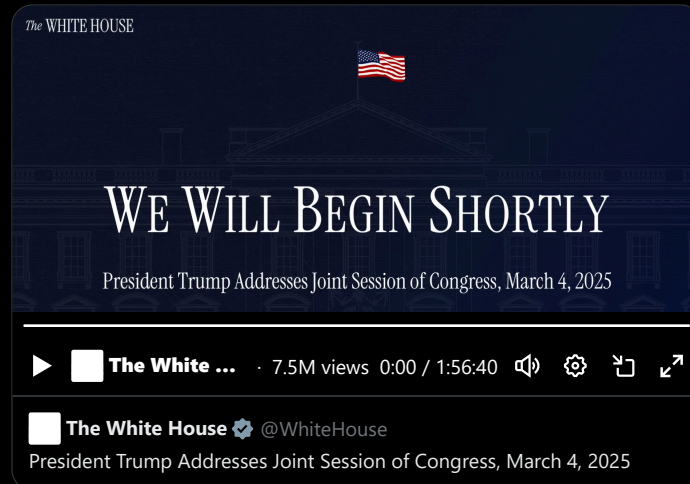 The WHITE HOUSE
WE WILL BEGIN SHORTLY
President Trump Addresses Joint Session of Congress, March 4, 2025
The White ... · 7.5M views 0:00 / 1:56:40
The White House @WhiteHouse
President Trump Addresses Joint Session of Congress, March 4, 2025